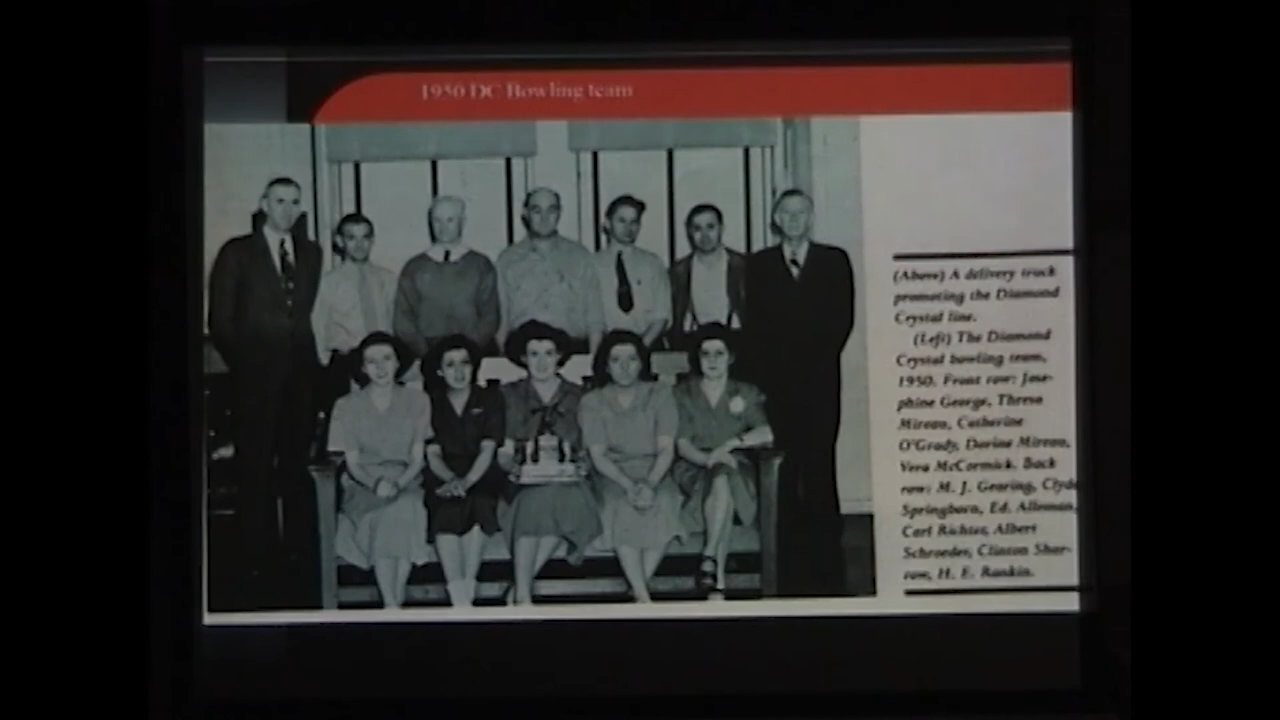 1950 DC Bowling team
(Above) A delivery truck
promoting the Diamond
Crystal line.
(Left) The Diamond
Crystal bowling team,
1950. Front row: Jose-
phine George, Theresa
Mireau, Catherine
O'Grady, Dorine Mireau,
Vera McCormick. Back
row: M. J. Gearing, Clyde
Springborn, Ed.
Carl Richter, Albert
Schroeder, Clinton Shar-
row, H. E. Rankin.